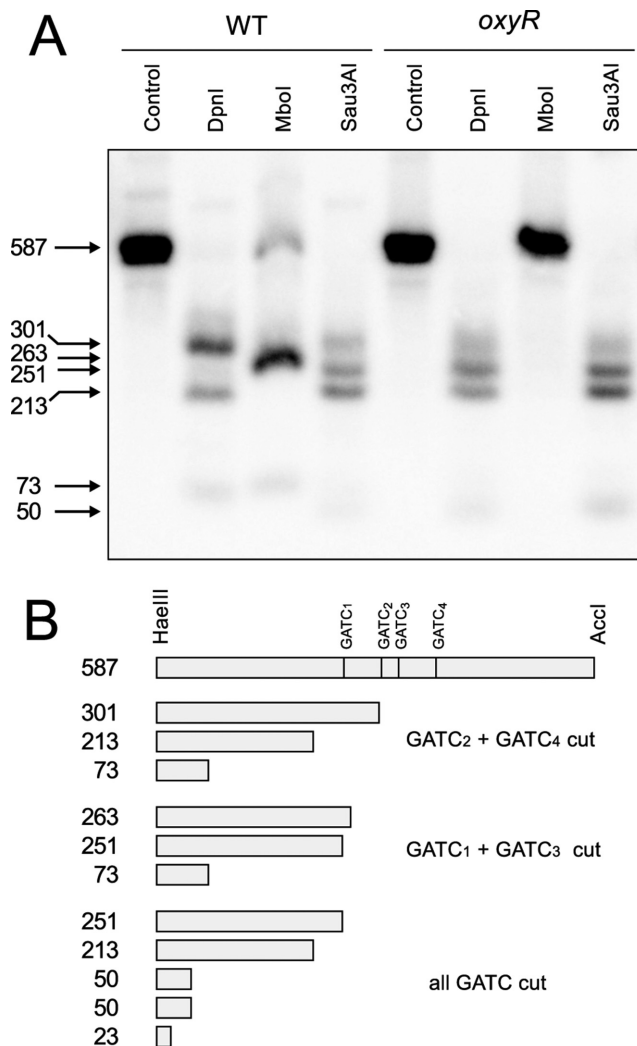 A
WT oxyR
Control DpnI MboI Sau3AI Control DpnI MboI Sau3AI
587
301
263
251
213
73
50
B
HaeIII GATC1 GATC2 GATC3 GATC4 AccI
587
301
213 GATC2 + GATC4 cut
73
263
251 GATC1 + GATC3 cut
73
251
213
50
50 all GATC cut
23